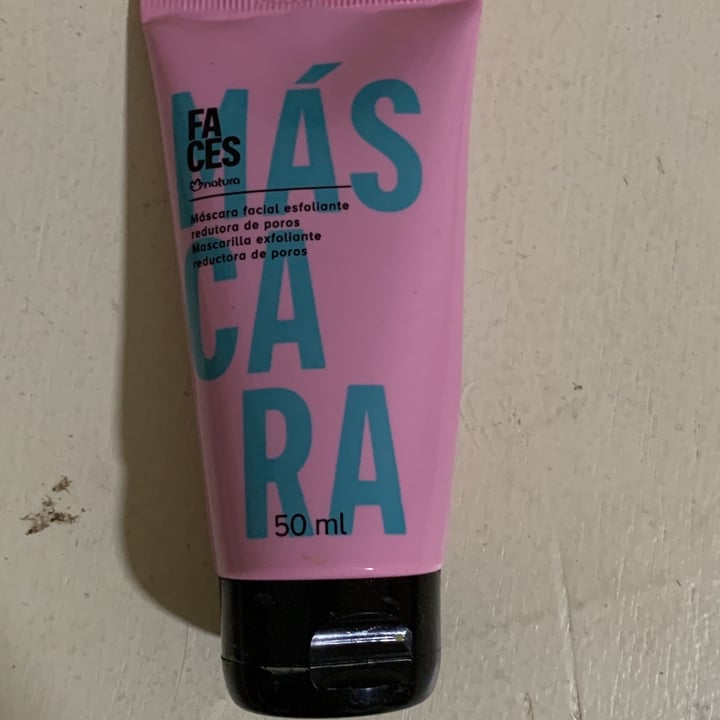 MÁS
CA
RA
FA
CES
natura
Máscara facial esfoliante
redutora de poros
Mascarilla exfoliante
reductora de poros
50 ml